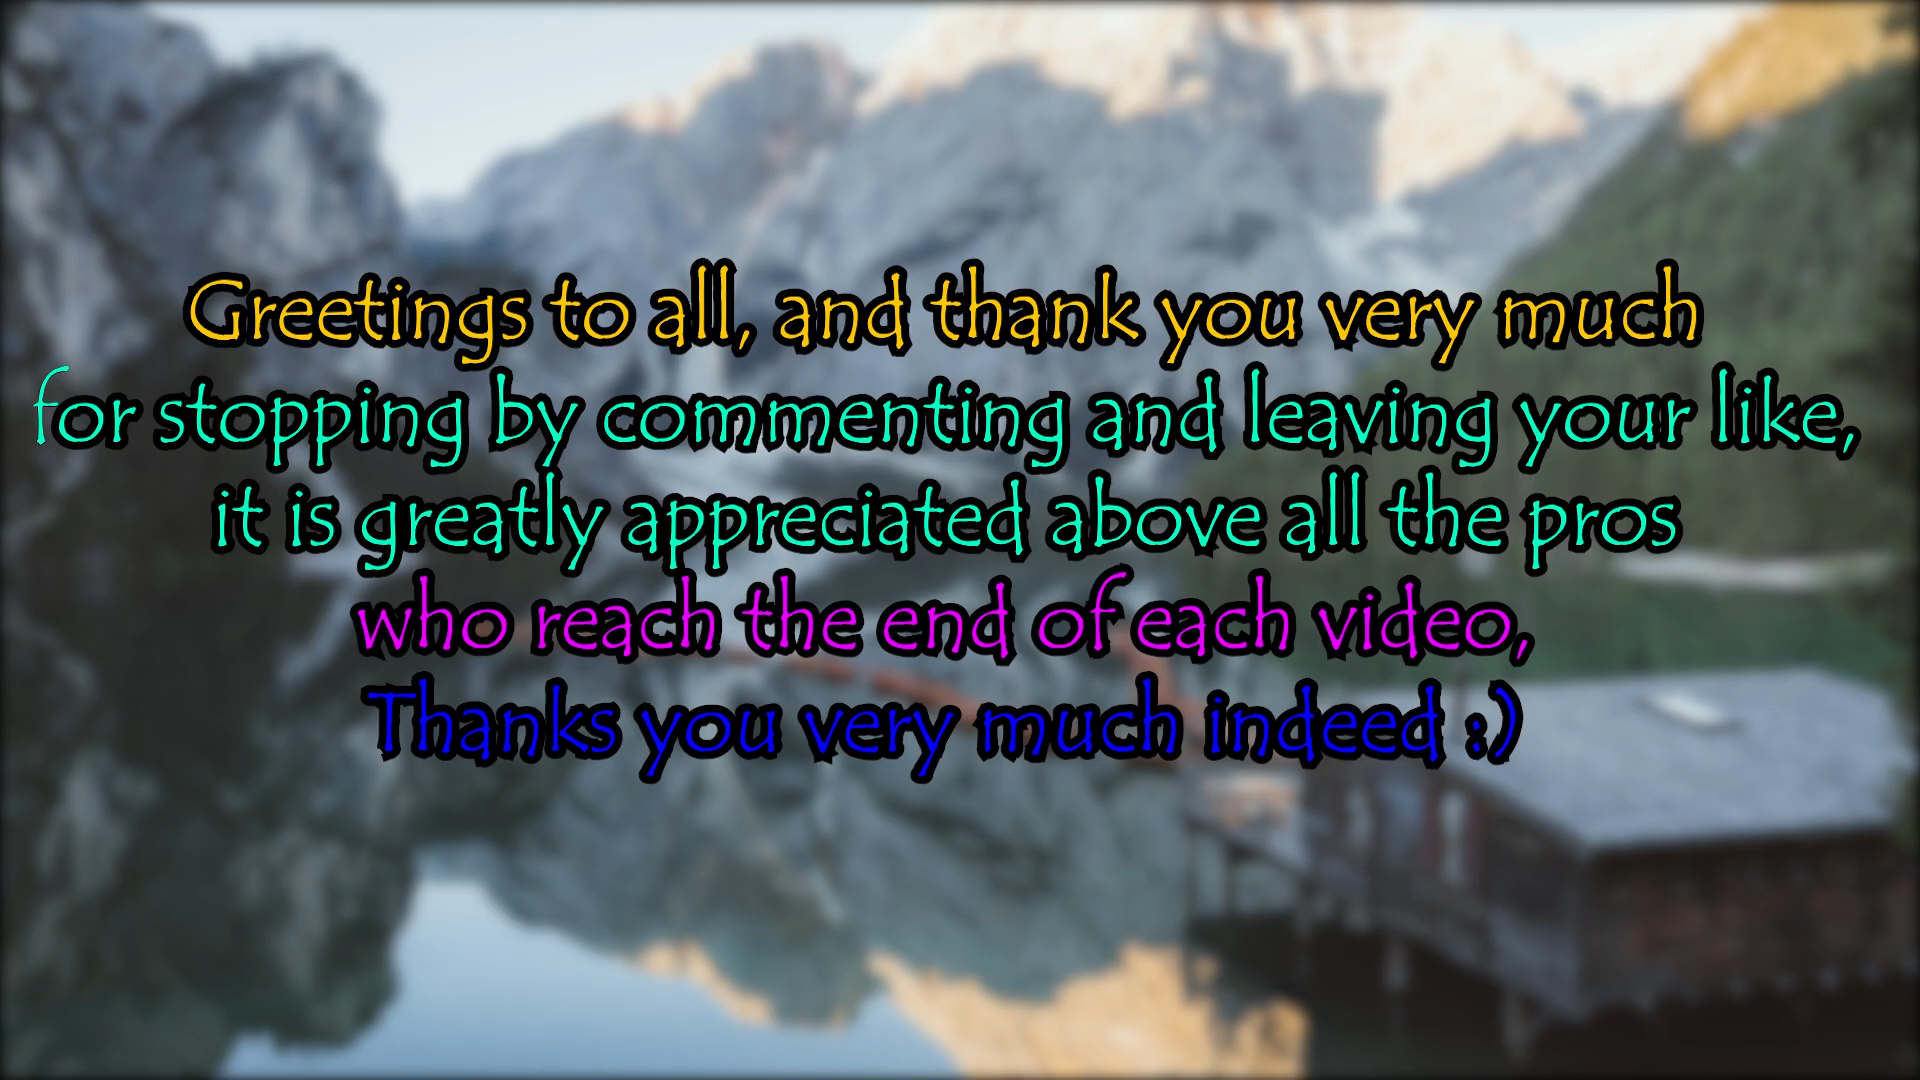 Greetings to all, and thank you very much
for stopping by commenting and leaving your like,
it is greatly appreciated above all the pros
who reach the end of each video,
Thanks you very much indeed :)